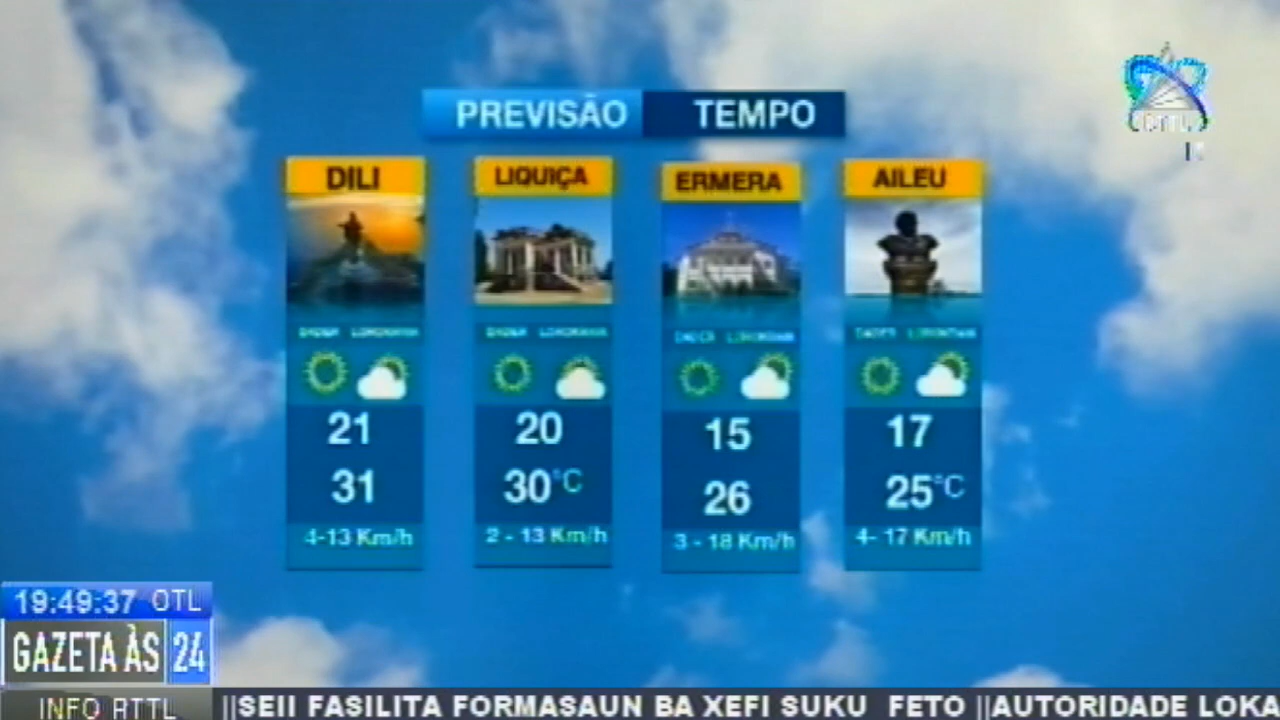 PREVISÃO TEMPO
RTTL
DILI
21
31
4-13 Km/h
LIQUIÇA
20
30°C
2 - 13 Km/h
ERMERA
15
26
3 - 18 Km/h
AILEU
17
25°C
4- 17 Km/h
19:49:37 OTL
GAZETA ÀS 24
INFO RTTL
||SEII FASILITA FORMASAUN BA XEFI SUKU FETO ||AUTORIDADE LOKA